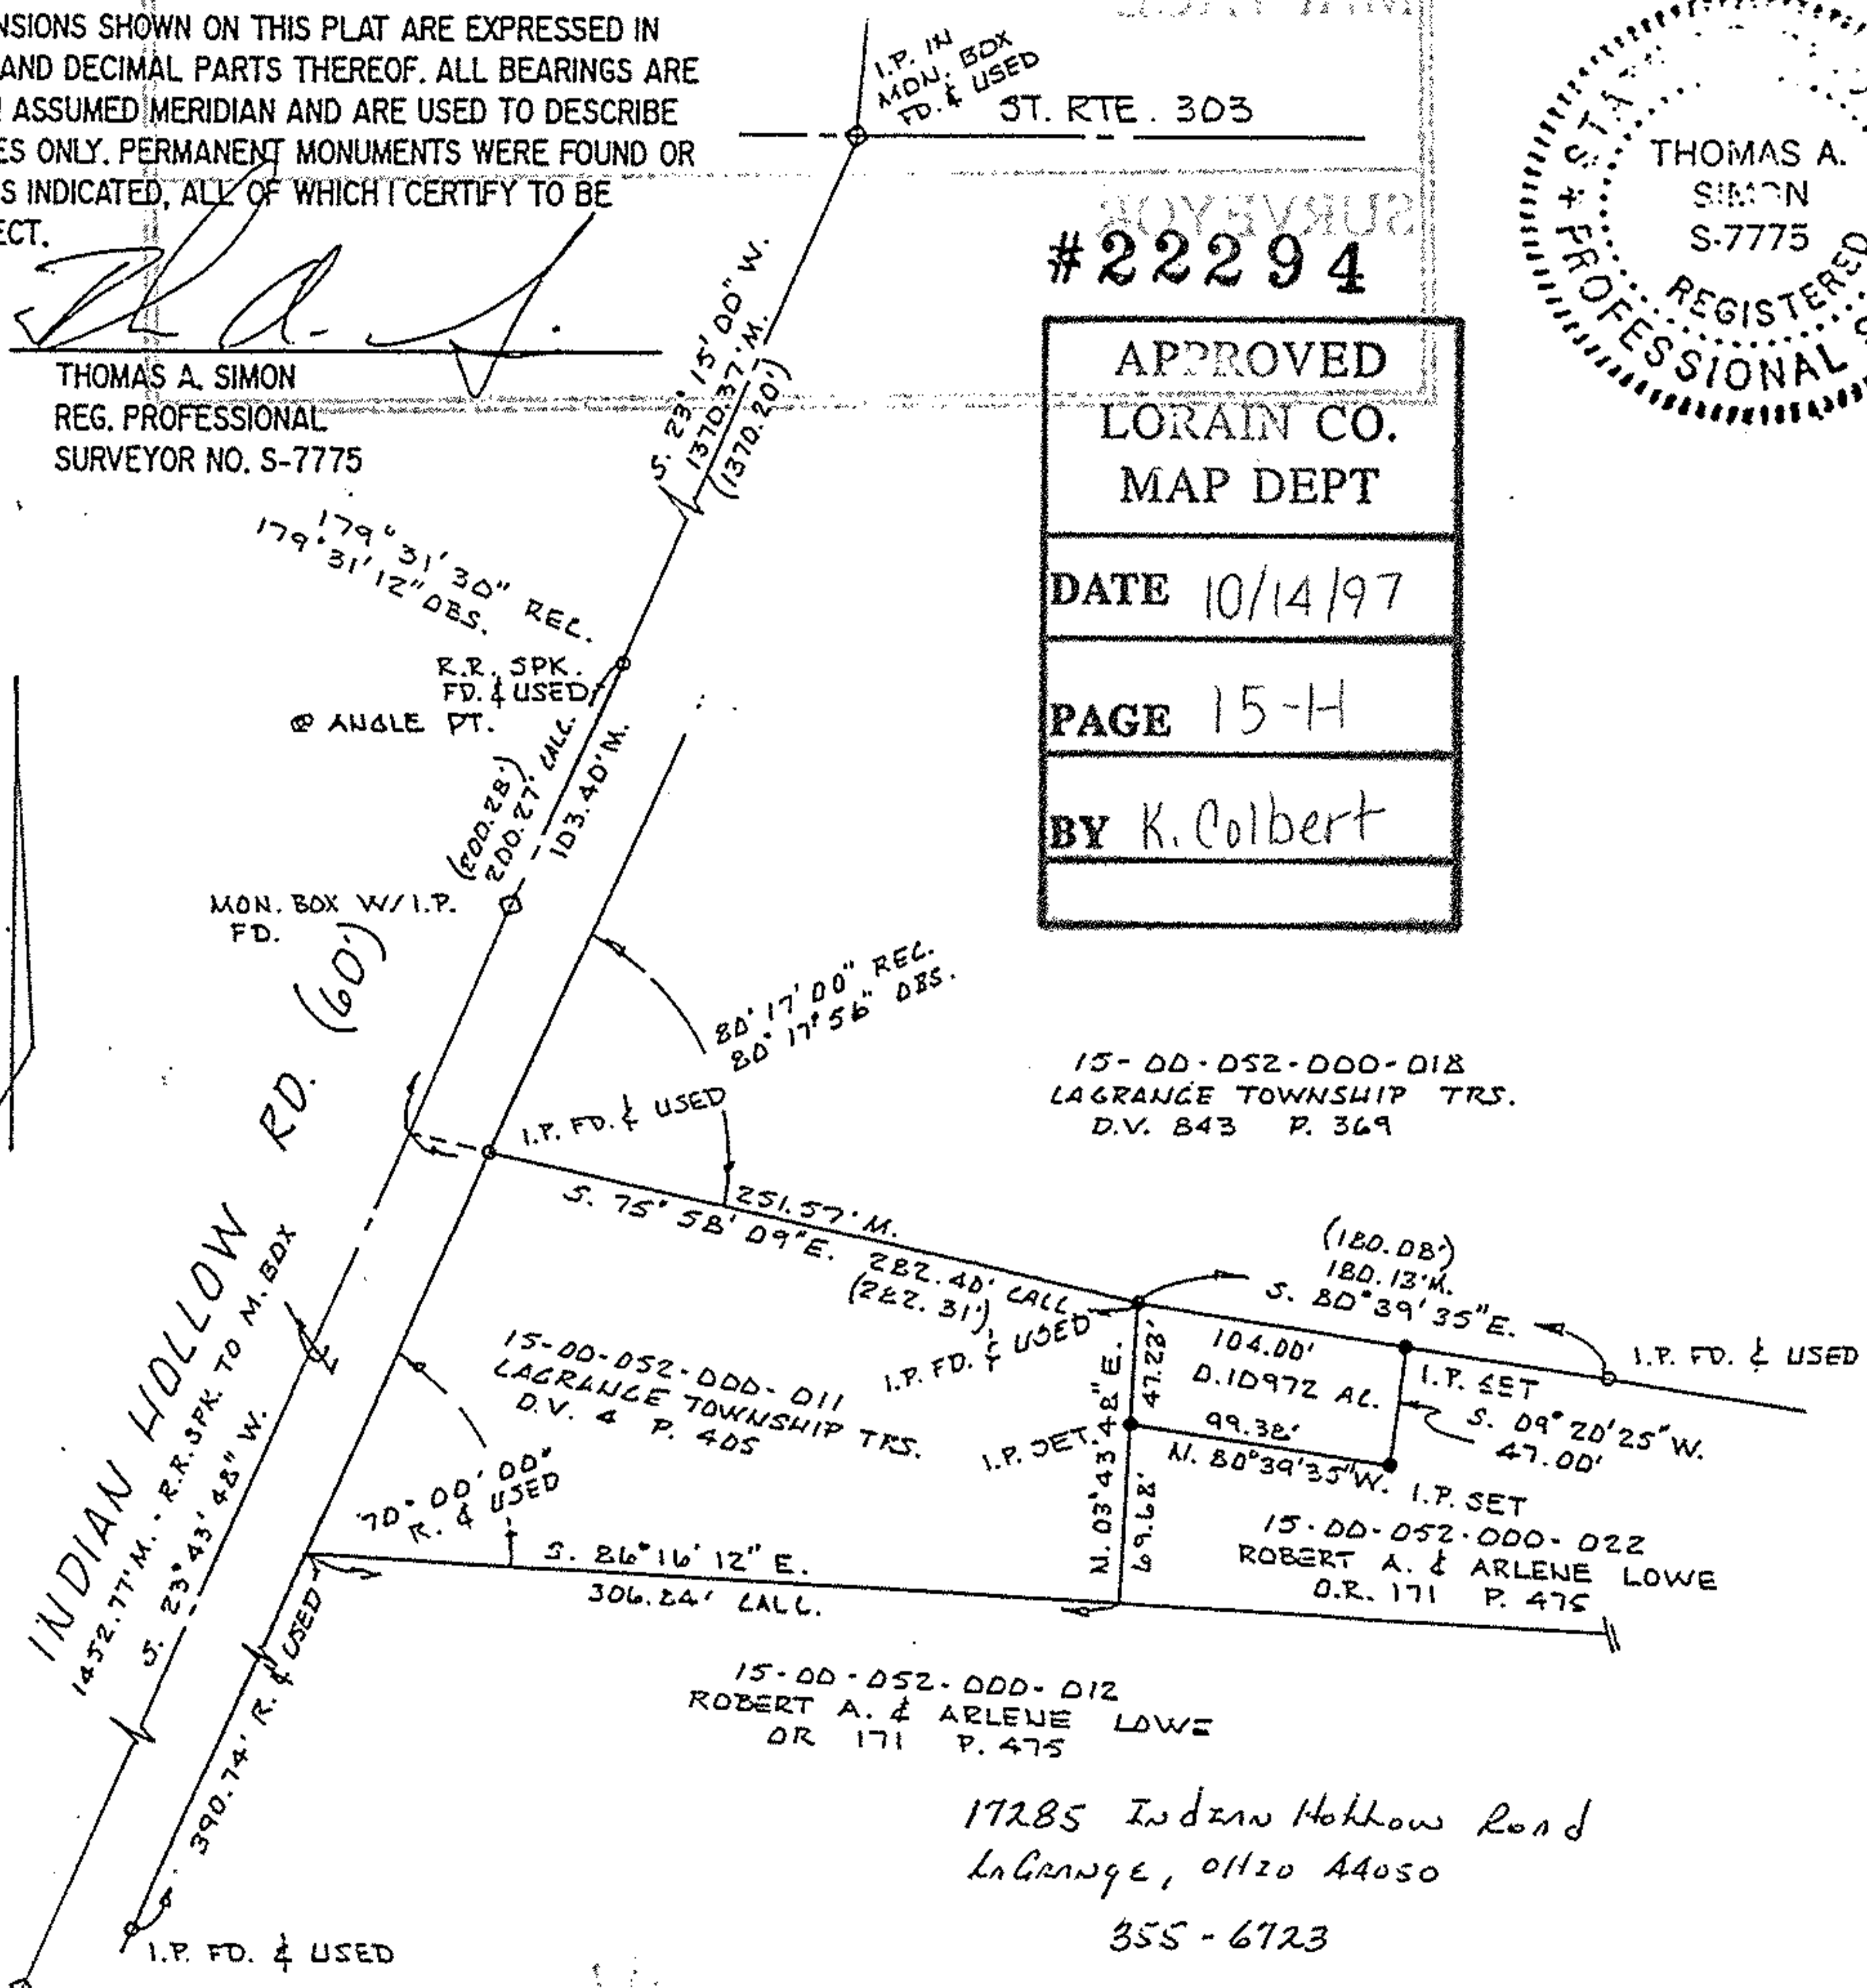 NSIONS SHOWN ON THIS PLAT ARE EXPRESSED IN
AND DECIMAL PARTS THEREOF. ALL BEARINGS ARE
ASSUMED MERIDIAN AND ARE USED TO DESCRIBE
ES ONLY. PERMANENT MONUMENTS WERE FOUND OR
S INDICATED, ALL OF WHICH I CERTIFY TO BE
ECT.
THOMAS A. SIMON
REG. PROFESSIONAL
SURVEYOR NO. S-7775
I.P. IN
MON. BOX
FD. & USED
ST. RTE. 303
SURVEYOR
#22294
APPROVED
LORAIN CO.
MAP DEPT
DATE 10/14/97
PAGE 15-H
BY K. Colbert
THOMAS A.
SIMON
S-7775
REGISTERED
PROFESSIONAL
S. 23° 15' 00" W.
1370.37' M.
(1370.20')
179° 31' 30" REC.
179° 31' 12" OBS.
R.R. SPK.
FD. & USED
@ ANGLE PT.
(200.28')
200.27' CALC.
103.40' M.
MON. BOX W/ I.P.
FD.
80° 17' 00" REC.
80° 17' 56" OBS.
INDIAN HOLLOW RD. (60')
1452.77' M. - R.R. SPK. TO M. BOX
S. 23° 43' 48" W.
I.P. FD. & USED
15-00-052-000-018
LAGRANGE TOWNSHIP TRS.
D.V. 843 P. 369
251.57' M.
S. 75° 58' 09" E. 282.40' CALC.
(282.31')
I.P. FD. & USED
(180.08')
180.13' M.
S. 80° 39' 35" E.
I.P. FD. & USED
104.00'
0.10972 AC.
99.38'
N. 80° 39' 35" W.
I.P. SET
S. 09° 20' 25" W.
47.00'
I.P. SET
I.P. SET
N. 03° 43' 48" E.
47.23'
69.68'
15-00-052-000-011
LAGRANGE TOWNSHIP TRS.
D.V. 4 P. 405
70° 00' 00"
R. & USED
S. 86° 16' 12" E.
306.24' CALC.
15-00-052-000-022
ROBERT A. & ARLENE LOWE
O.R. 171 P. 475
15-00-052-000-012
ROBERT A. & ARLENE LOWE
OR 171 P. 475
390.74' R. & USED
I.P. FD. & USED
17285 Indian Hollow Road
LaGrange, OHIO 44050
355-6723